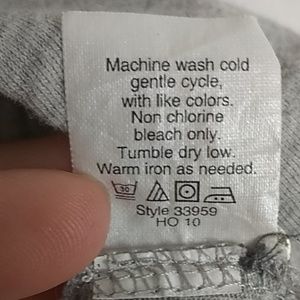 Machine wash cold
gentle cycle,
with like colors.
Non chlorine
bleach only.
Tumble dry low.
Warm iron as needed.
30
Style 33959
HO 10